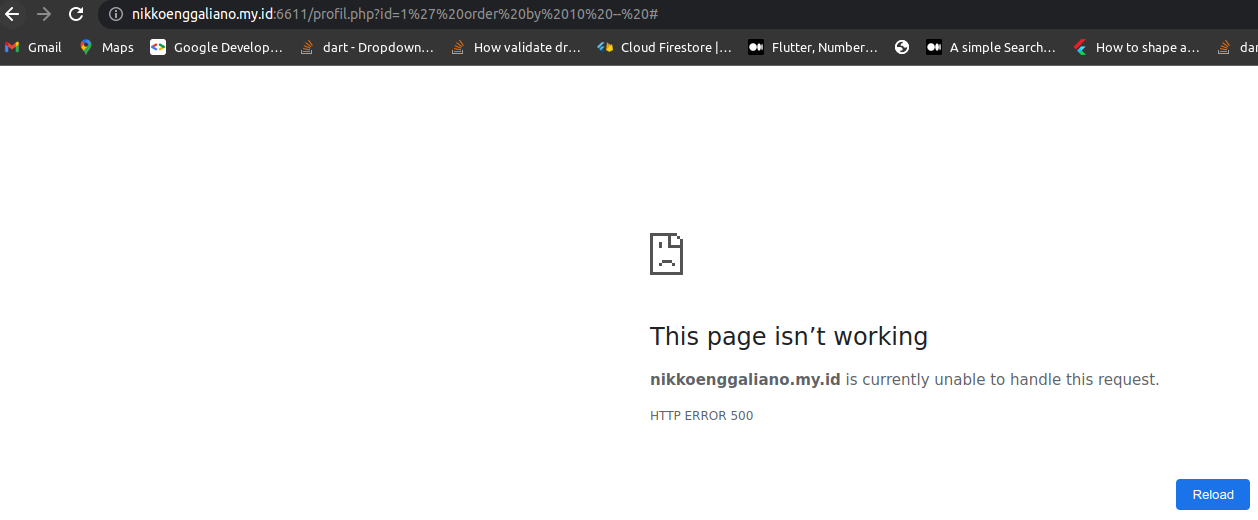 nikkoenggaliano.my.id:6611/profil.php?id=1%27%20order%20by%2010%20--%20#
Gmail Maps Google Develop... dart - Dropdown... How validate dr... Cloud Firestore |... Flutter, Number... A simple Search... How to shape a... dar
This page isn’t working
nikkoenggaliano.my.id is currently unable to handle this request.
HTTP ERROR 500
Reload